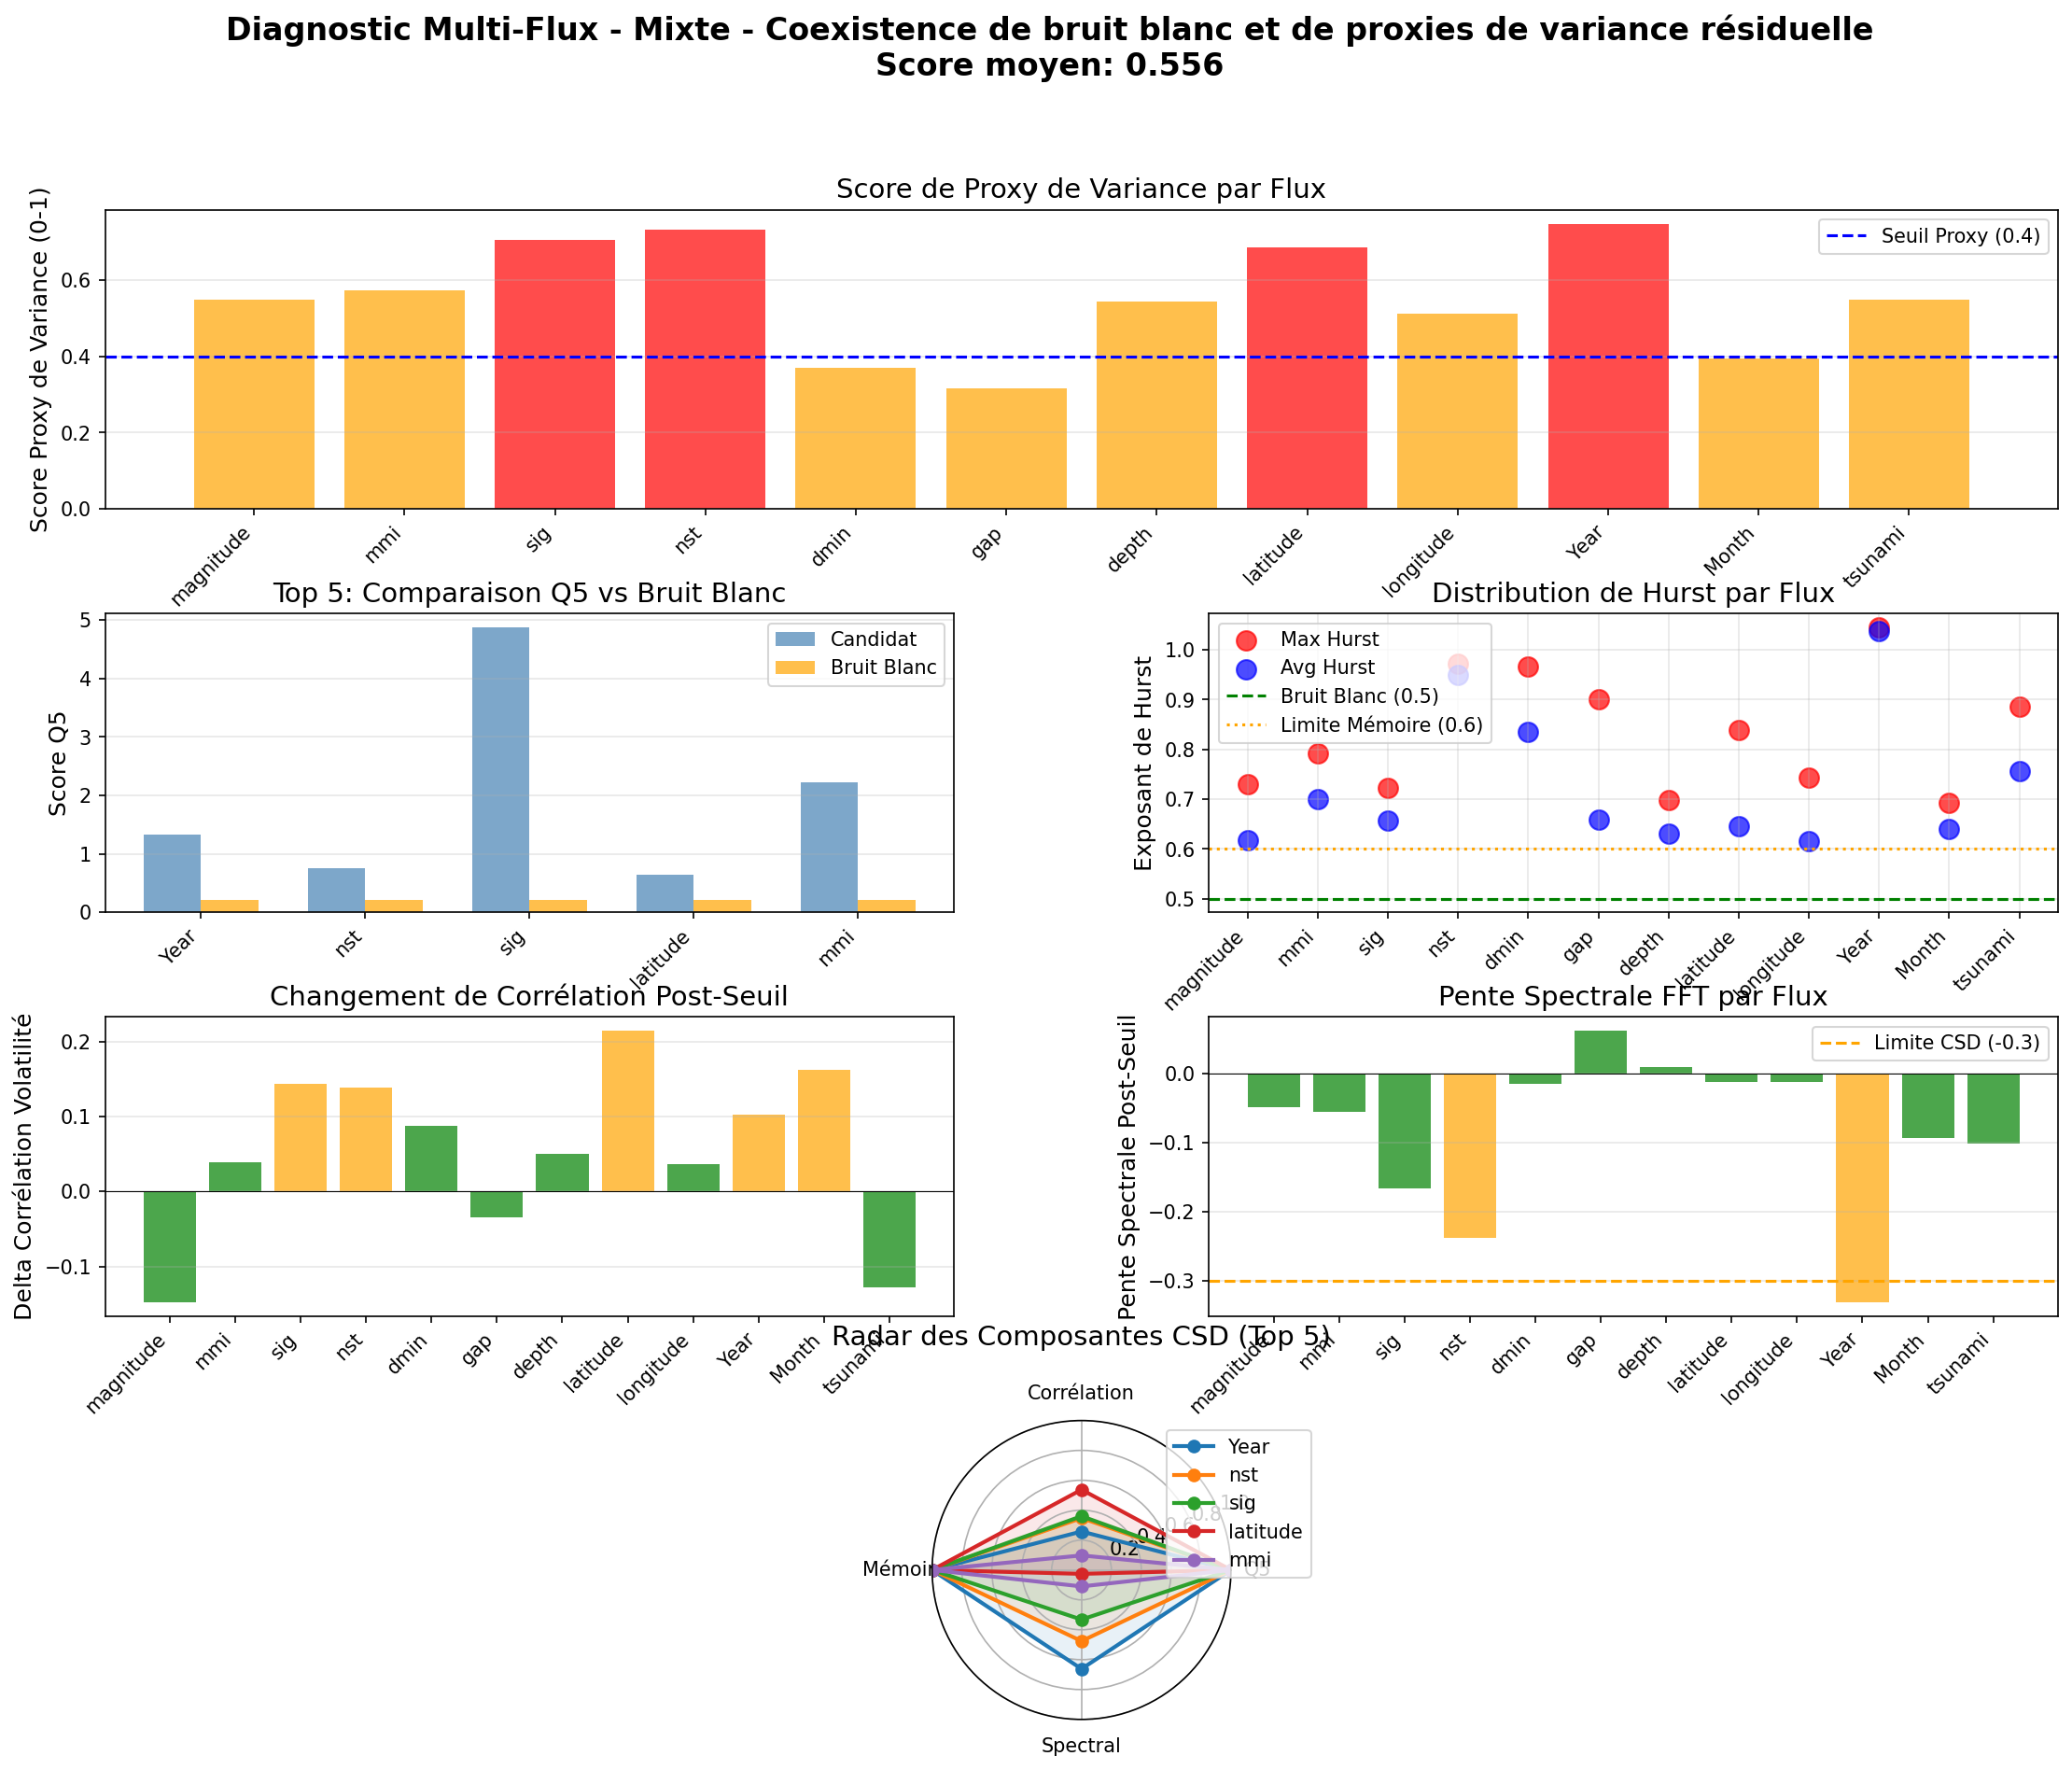 Diagnostic Multi-Flux - Mixte - Coexistence de bruit blanc et de proxies de variance résiduelle
Score moyen: 0.556
Score de Proxy de Variance par Flux
Score Proxy de Variance (0-1)
0.6
0.4
0.2
0.0
Seuil Proxy (0.4)
magnitude
mmi
sig
nst
dmin
gap
depth
latitude
longitude
Year
Month
tsunami
Top 5: Comparaison Q5 vs Bruit Blanc
Score Q5
5
4
3
2
1
0
Candidat
Bruit Blanc
Year
nst
sig
latitude
mmi
Distribution de Hurst par Flux
Exposant de Hurst
1.0
0.9
0.8
0.7
0.6
0.5
Max Hurst
Avg Hurst
Bruit Blanc (0.5)
Limite Mémoire (0.6)
magnitude
mmi
sig
nst
dmin
gap
depth
latitude
longitude
Year
Month
tsunami
Changement de Corrélation Post-Seuil
Delta Corrélation Volatilité
0.2
0.1
0.0
−0.1
magnitude
mmi
sig
nst
dmin
gap
depth
latitude
longitude
Year
Month
tsunami
Pente Spectrale FFT par Flux
Pente Spectrale Post-Seuil
0.0
−0.1
−0.2
−0.3
Limite CSD (-0.3)
magnitude
mmi
sig
nst
dmin
gap
depth
latitude
longitude
Year
Month
tsunami
Radar des Composantes CSD (Top 5)
Corrélation
Mémoir
Spectral
0.2
0.4
0.6
0.8
Year
nst
sig
latitude
mmi